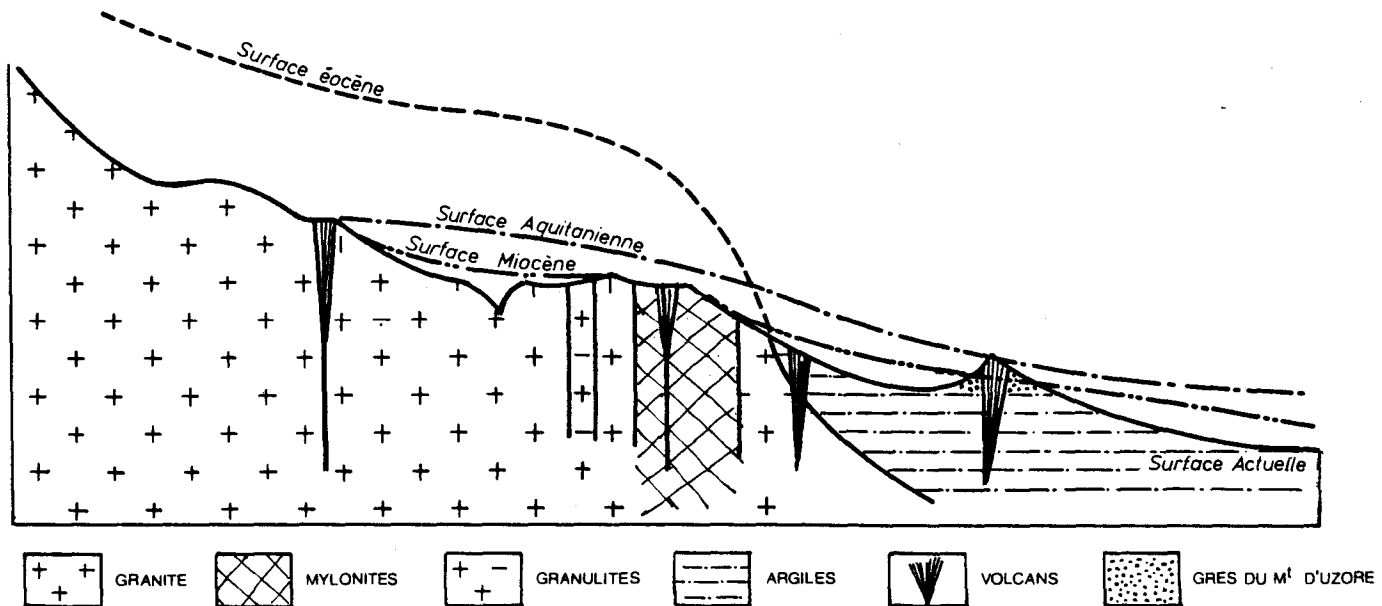 Surface éocène
Surface Aquitanienne
Surface Miocène
Surface Actuelle
GRANITE
MYLONITES
GRANULITES
ARGILES
VOLCANS
GRES DU Mt D'UZORE